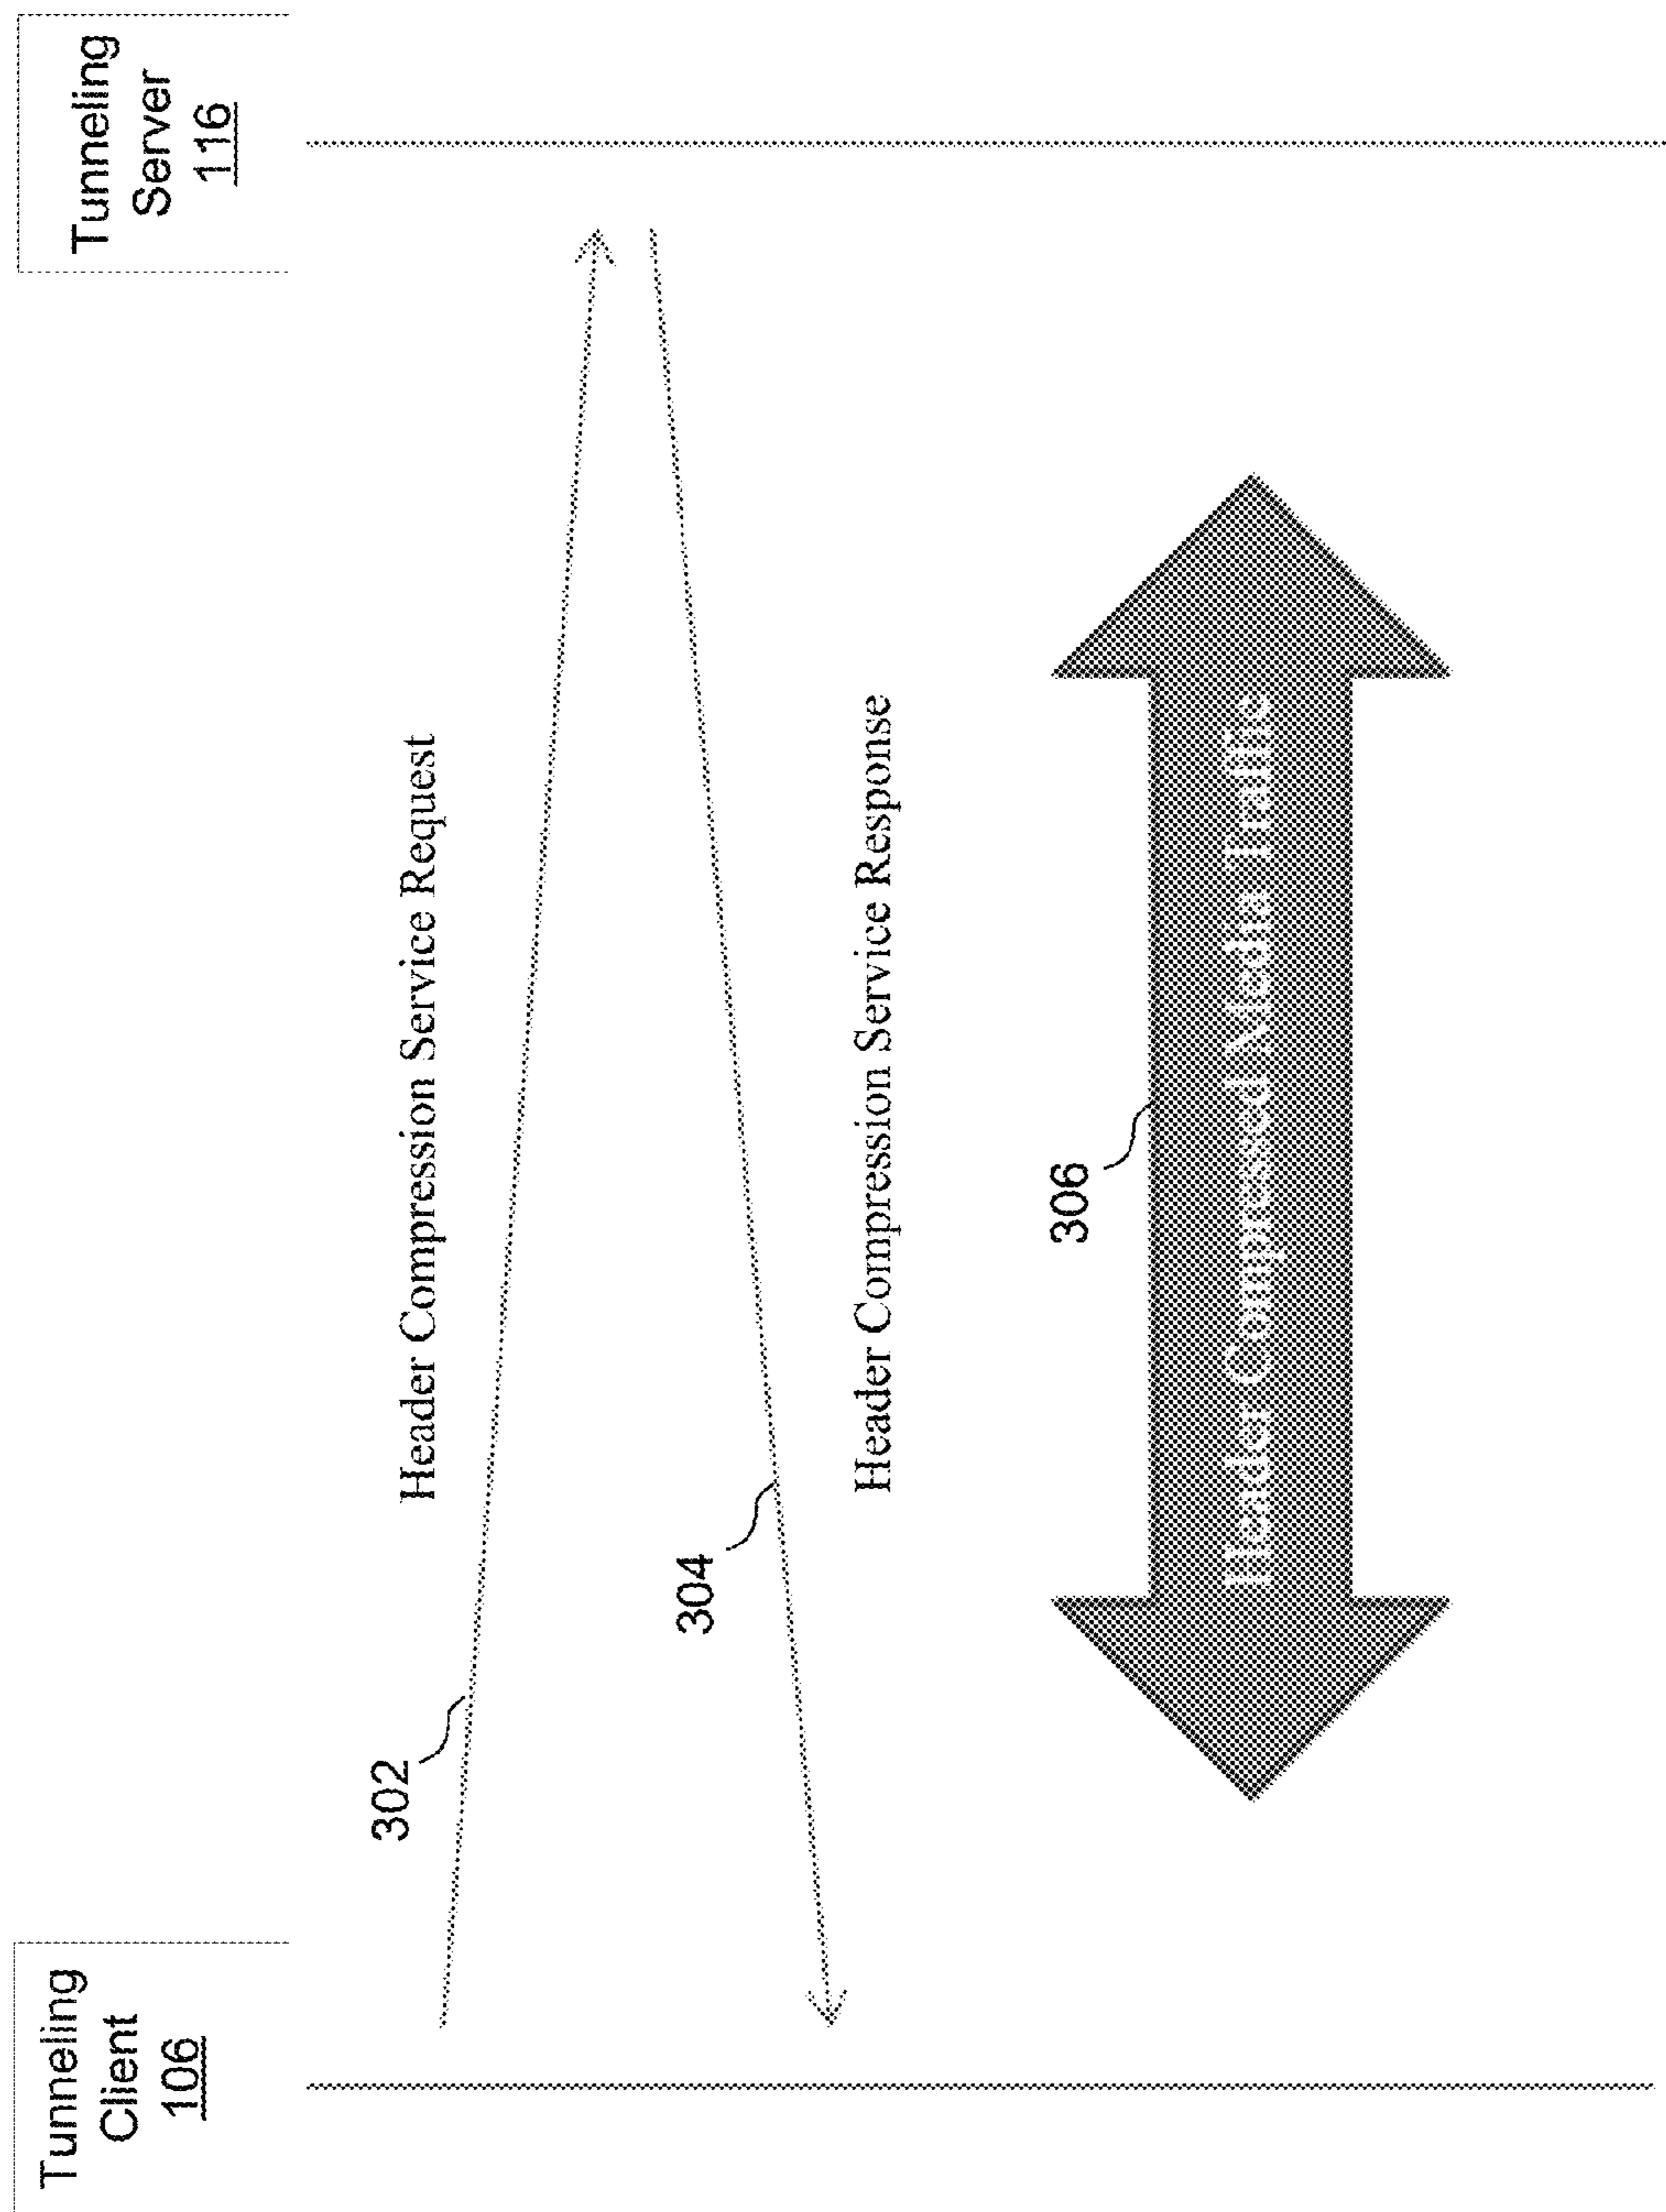 Tunneling
Client
106
Tunneling
Server
116
302
Header Compression Service Request
304
Header Compression Service Response
306
Header Compressed Media Traffic